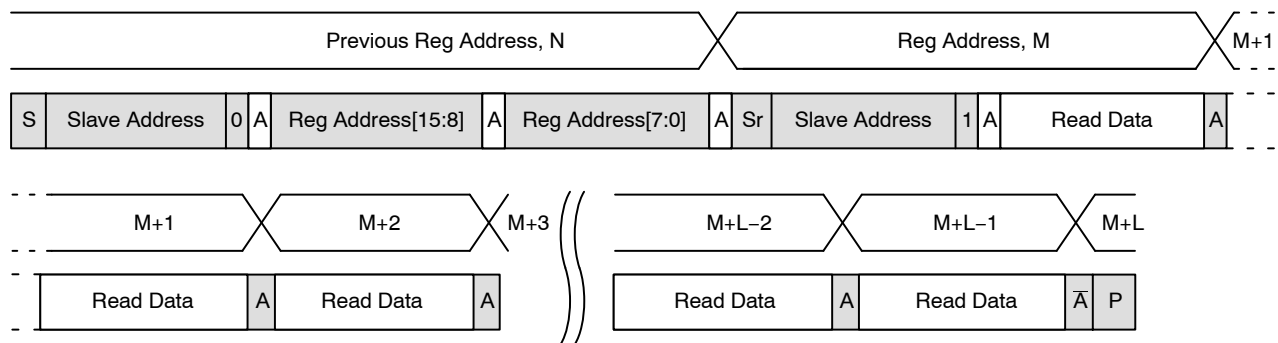 Previous Reg Address, N Reg Address, M M+1
S Slave Address 0 A Reg Address[15:8] A Reg Address[7:0] A Sr Slave Address 1 A Read Data A
M+1 M+2 M+3 M+L−2 M+L−1 M+L
Read Data A Read Data A Read Data A Read Data A̅ P